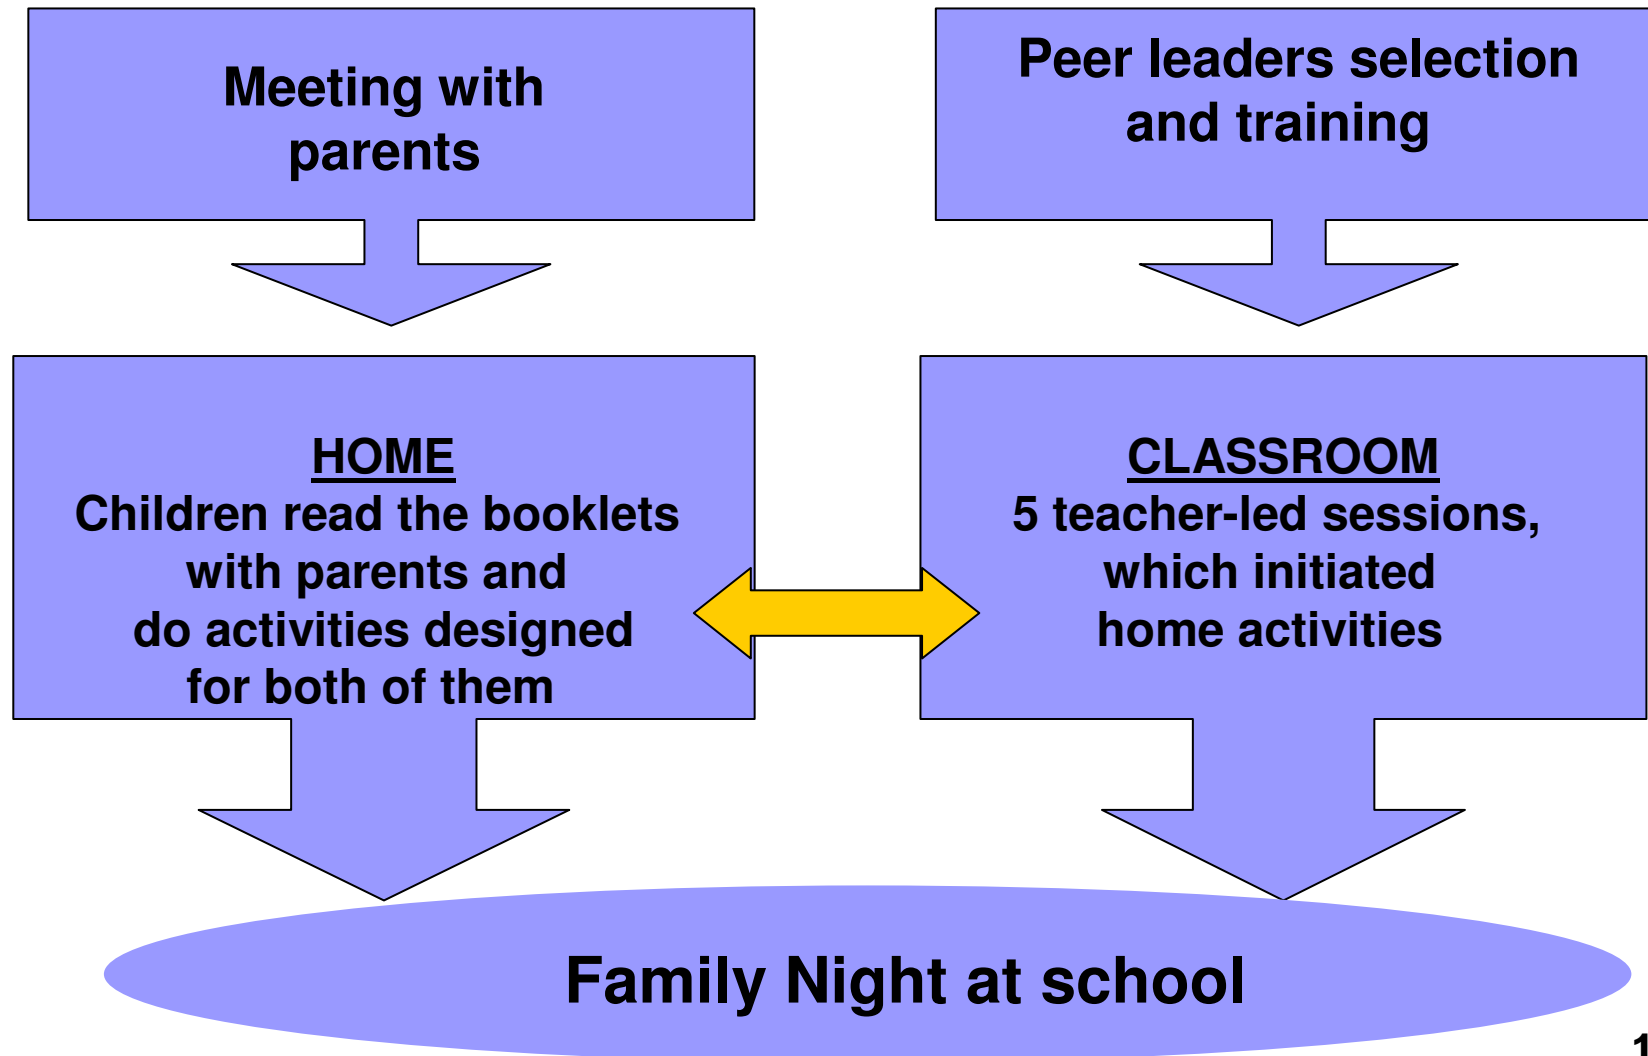 Meeting with
parents
Peer leaders selection
and training
HOME
Children read the booklets
with parents and
do activities designed
for both of them
CLASSROOM
5 teacher-led sessions,
which initiated
home activities
Family Night at school